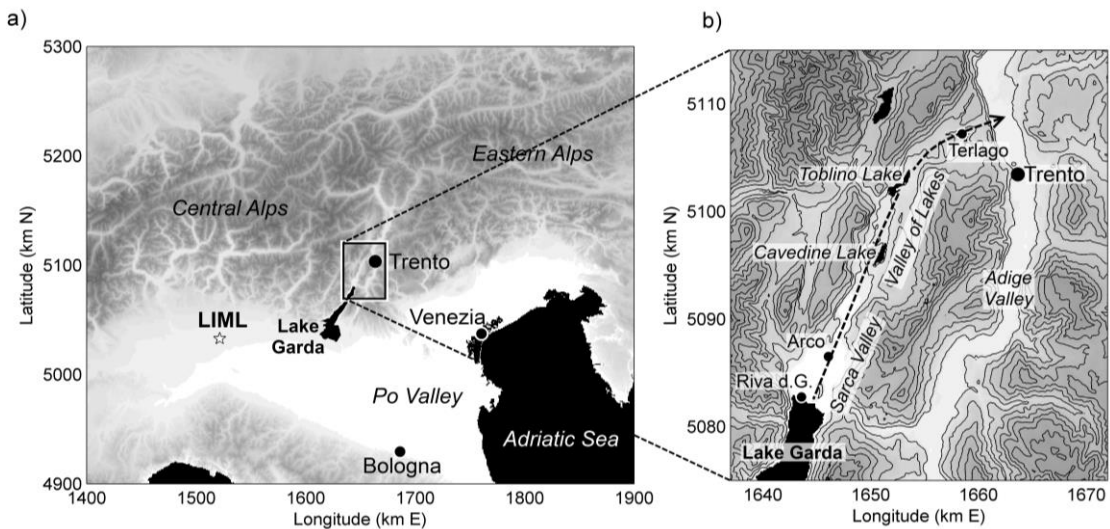 a)
5300
5200
5100
5000
4900
Latitude (km N)
1400
1500
1600
1700
1800
1900
Longitude (km E)
Eastern Alps
Central Alps
Trento
LIML
Lake
Garda
Venezia
Po Valley
Adriatic Sea
Bologna
b)
5110
5100
5090
5080
Latitude (km N)
1640
1650
1660
1670
Longitude (km E)
Terlago
Toblino Lake
Trento
Valley of Lakes
Cavedine Lake
Adige
Valley
Arco
Sarca Valley
Riva d.G.
Lake Garda